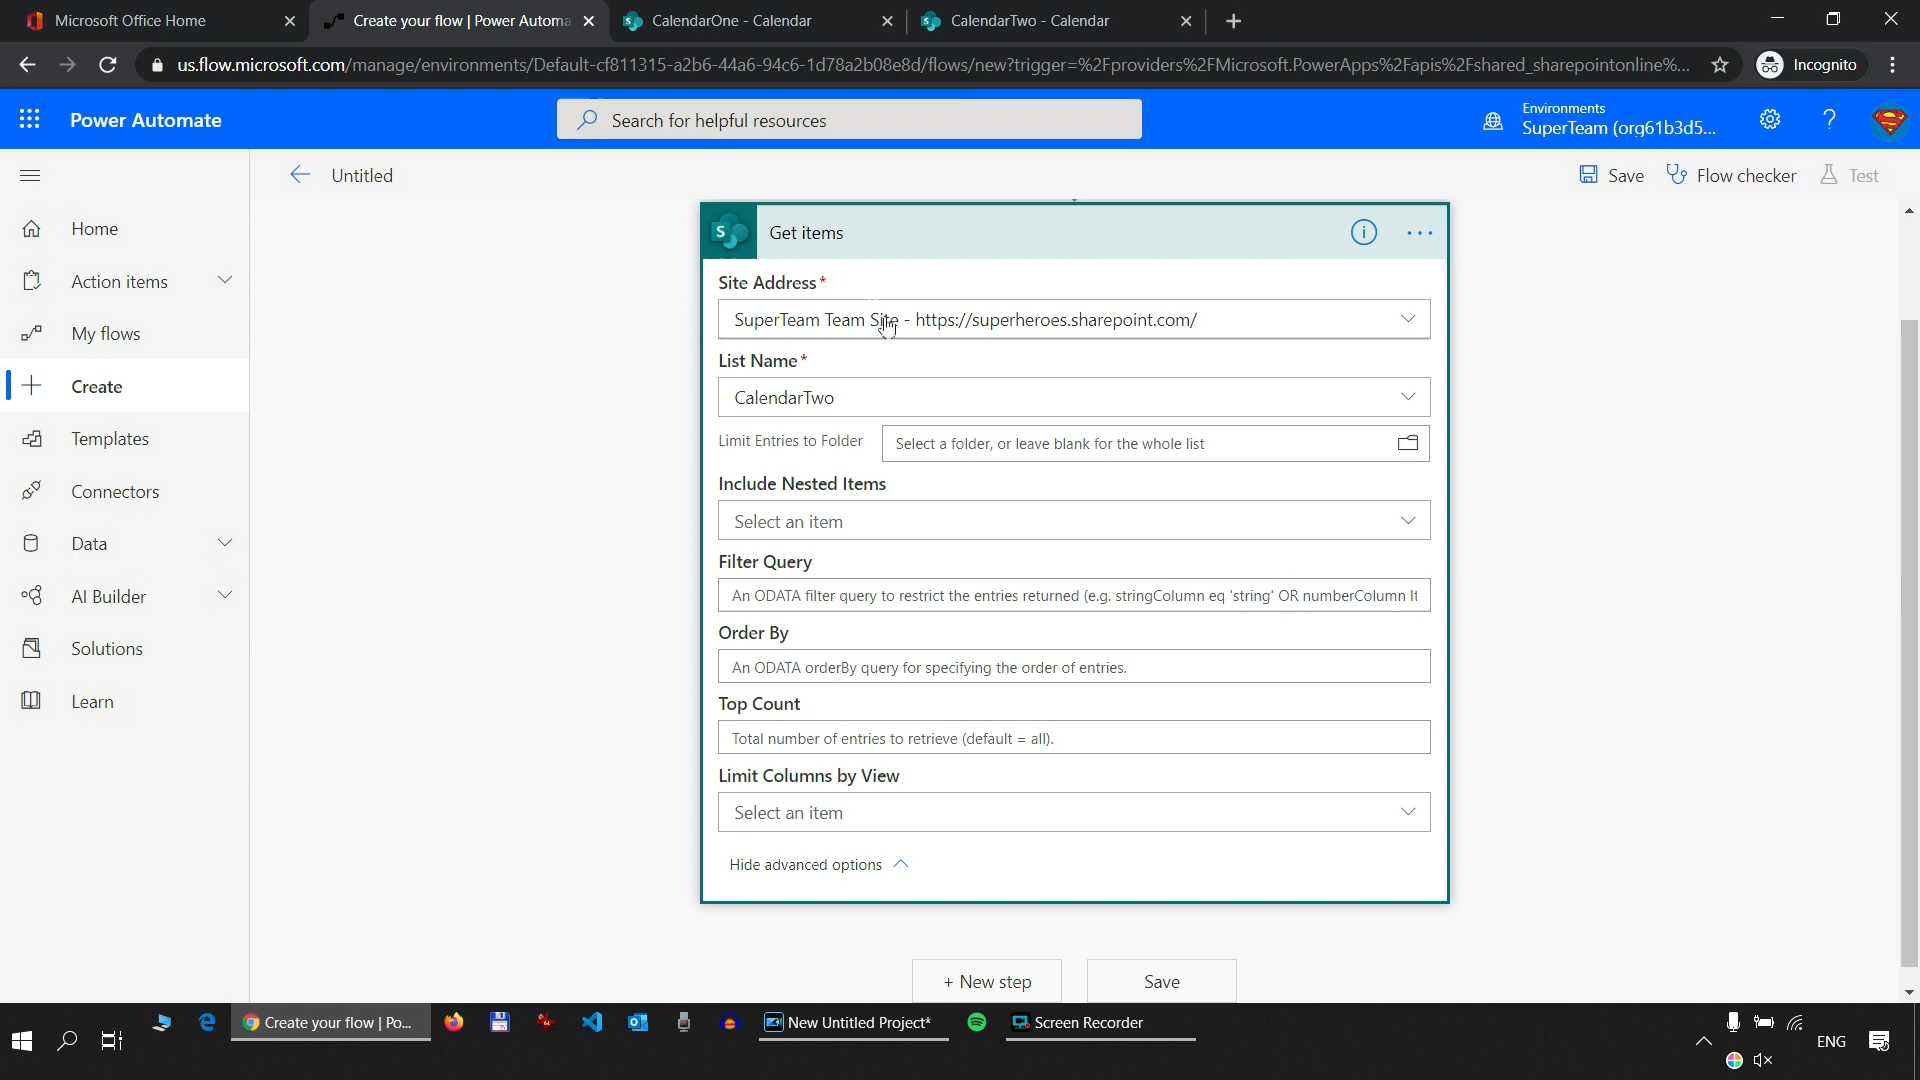 Microsoft Office Home
Create your flow | Power Automa
CalendarOne - Calendar
CalendarTwo - Calendar
us.flow.microsoft.com/manage/environments/Default-cf811315-a2b6-44a6-94c6-1d78a2b08e8d/flows/new?trigger=%2Fproviders%2FMicrosoft.PowerApps%2Fapis%2Fshared_sharepointonline%...
Incognito
Power Automate
Search for helpful resources
Environments
SuperTeam (org61b3d5...
Untitled
Save
Flow checker
Test
Home
Action items
My flows
Create
Templates
Connectors
Data
AI Builder
Solutions
Learn
S
Get items
Site Address *
SuperTeam Team Site - https://superheroes.sharepoint.com/
List Name *
CalendarTwo
Limit Entries to Folder
Select a folder, or leave blank for the whole list
Include Nested Items
Select an item
Filter Query
An ODATA filter query to restrict the entries returned (e.g. stringColumn eq 'string' OR numberColumn lt
Order By
An ODATA orderBy query for specifying the order of entries.
Top Count
Total number of entries to retrieve (default = all).
Limit Columns by View
Select an item
Hide advanced options
+ New step
Save
Create your flow | Po...
New Untitled Project*
Screen Recorder
ENG